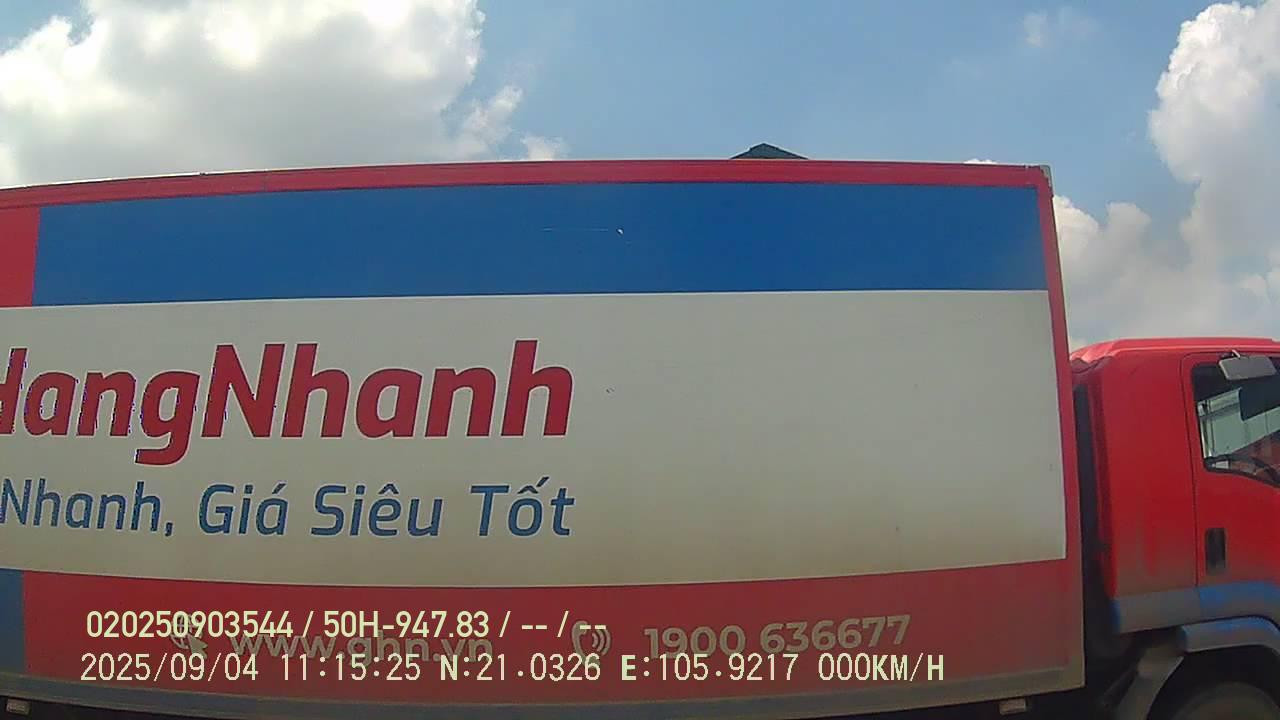 HangNhanh
Nhanh, Giá Siêu Tốt
www.ghn.vn 1900 636677
020250903544 / 50H-947.83 / -- / --
2025/09/04 11:15:25 N:21.0326 E:105.9217 000KM/H